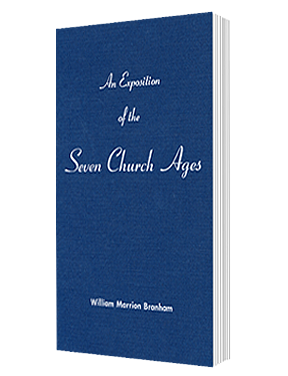 An Exposition
of the
Seven Church Ages
William Marrion Branham